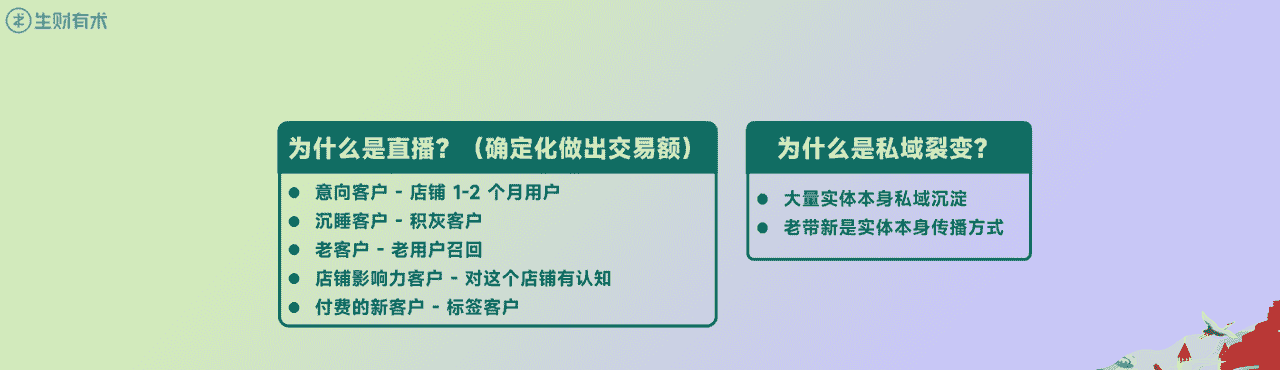 生财有术
为什么是直播？（确定化做出交易额）
意向客户 - 店铺 1-2 个月用户
沉睡客户 - 积灰客户
老客户 - 老用户召回
店铺影响力客户 - 对这个店铺有认知
付费的新客户 - 标签客户
为什么是私域裂变？
大量实体本身私域沉淀
老带新是实体本身传播方式